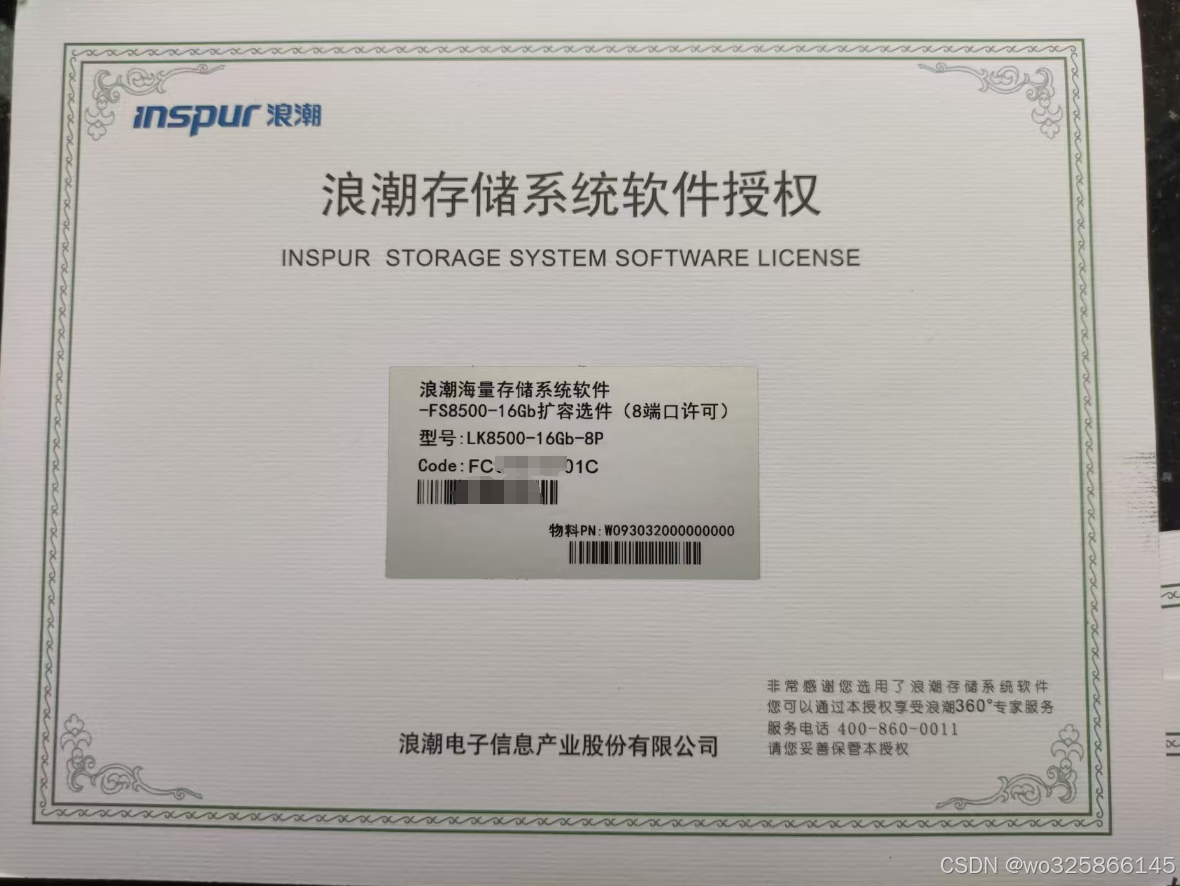 inspur 浪潮
浪潮存储系统软件授权
INSPUR STORAGE SYSTEM SOFTWARE LICENSE
浪潮海量存储系统软件
-FS8500-16Gb扩容选件（8端口许可）
型号:LK8500-16Gb-8P
Code:FC 01C
物料PN:W093032000000000
非常感谢您选用了浪潮存储系统软件
您可以通过本授权享受浪潮360°专家服务
服务电话 400-860-0011
请您妥善保管本授权
浪潮电子信息产业股份有限公司
CSDN @wo325866145